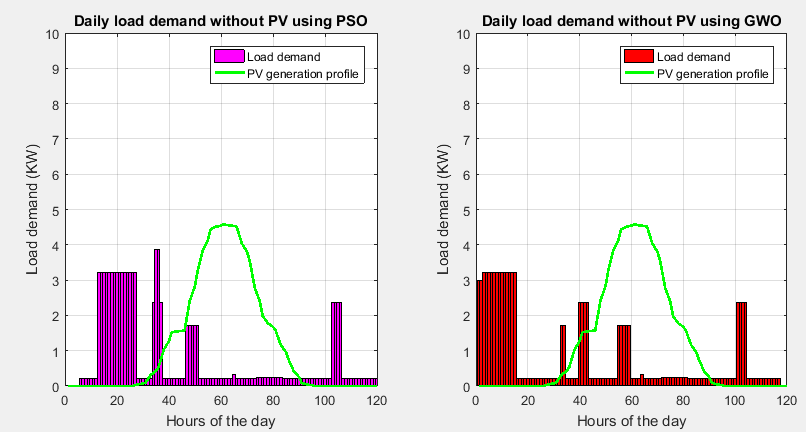 Daily load demand without PV using PSO
Load demand
PV generation profile
10
9
8
7
6
5
4
3
2
1
0
Load demand (KW)
0 20 40 60 80 100 120
Hours of the day
Daily load demand without PV using GWO
Load demand
PV generation profile
10
9
8
7
6
5
4
3
2
1
0
Load demand (KW)
0 20 40 60 80 100 120
Hours of the day